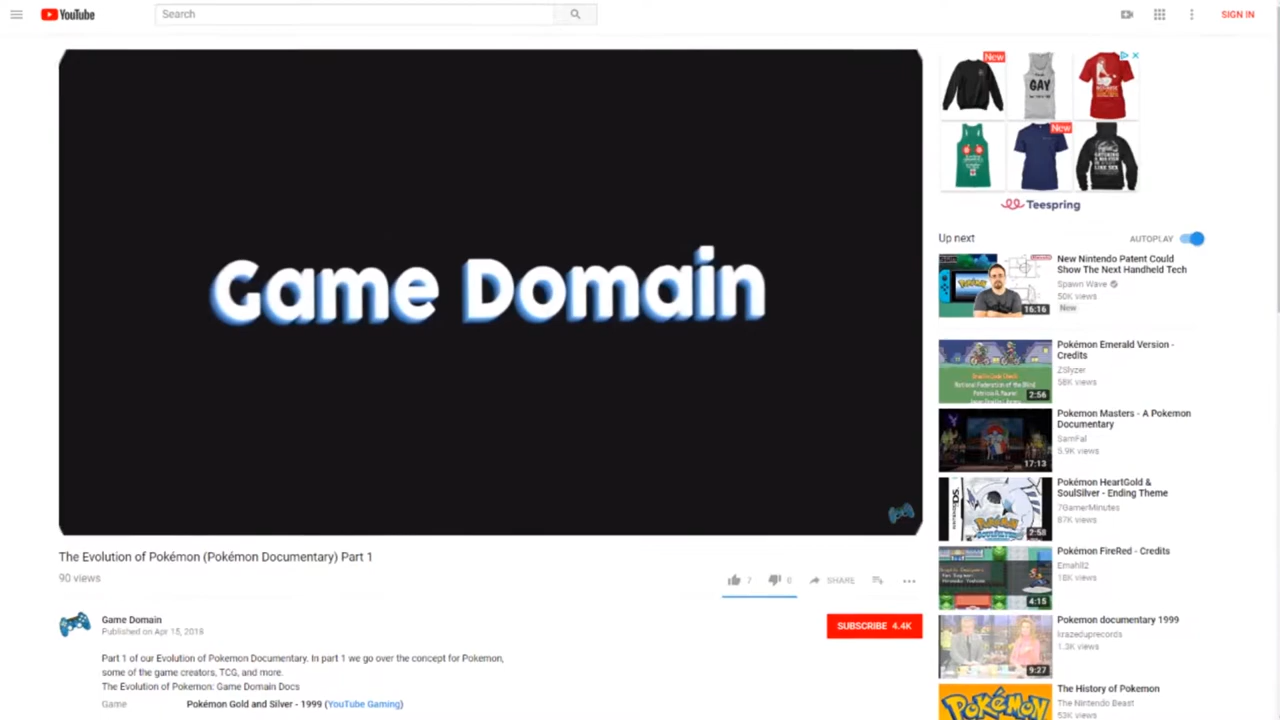 YouTube
Search
SIGN IN
New
GAY
New
Teespring
Game Domain
Up next
AUTOPLAY
New Nintendo Patent Could
Show The Next Handheld Tech
Spawn Wave
50K views
New
16:16
Pokémon Emerald Version -
Credits
ZSlyzer
58K views
National Federation of the Blind
2:56
Pokemon Masters - A Pokemon
Documentary
SamFal
5.9K views
17:13
Pokémon HeartGold &
SoulSilver - Ending Theme
7GamerMinutes
87K views
2:58
Pokémon FireRed - Credits
18K views
4:15
Pokemon documentary 1999
krazeduprecords
1.3K views
9:27
The History of Pokemon
The Nintendo Beast
53K views
The Evolution of Pokémon (Pokémon Documentary) Part 1
90 views
7
0
SHARE
Game Domain
Published on Apr 15, 2018
SUBSCRIBE 4.4K
Part 1 of our Evolution of Pokemon Documentary. In part 1 we go over the concept for Pokemon,
some of the game creators, TCG, and more.
The Evolution of Pokemon: Game Domain Docs
Game
Pokémon Gold and Silver - 1999 (YouTube Gaming)